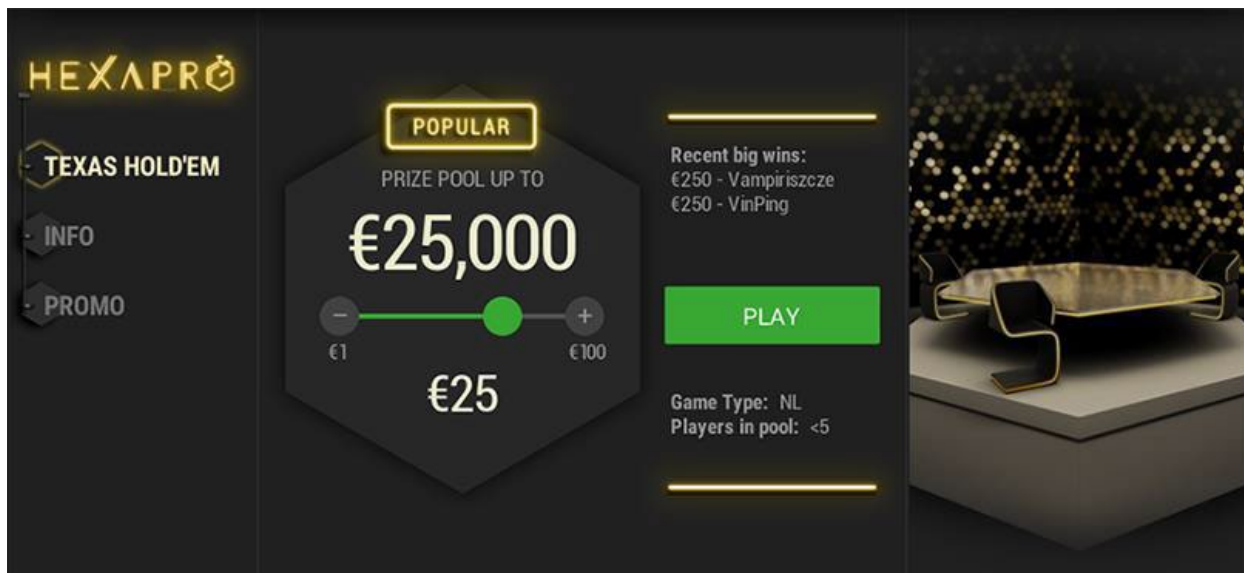 HEXAPRO
TEXAS HOLD'EM
INFO
PROMO
POPULAR
PRIZE POOL UP TO
€25,000
−
+
€1
€100
€25
Recent big wins:
€250 - Vampiriszcze
€250 - VinPing
PLAY
Game Type: NL
Players in pool: <5